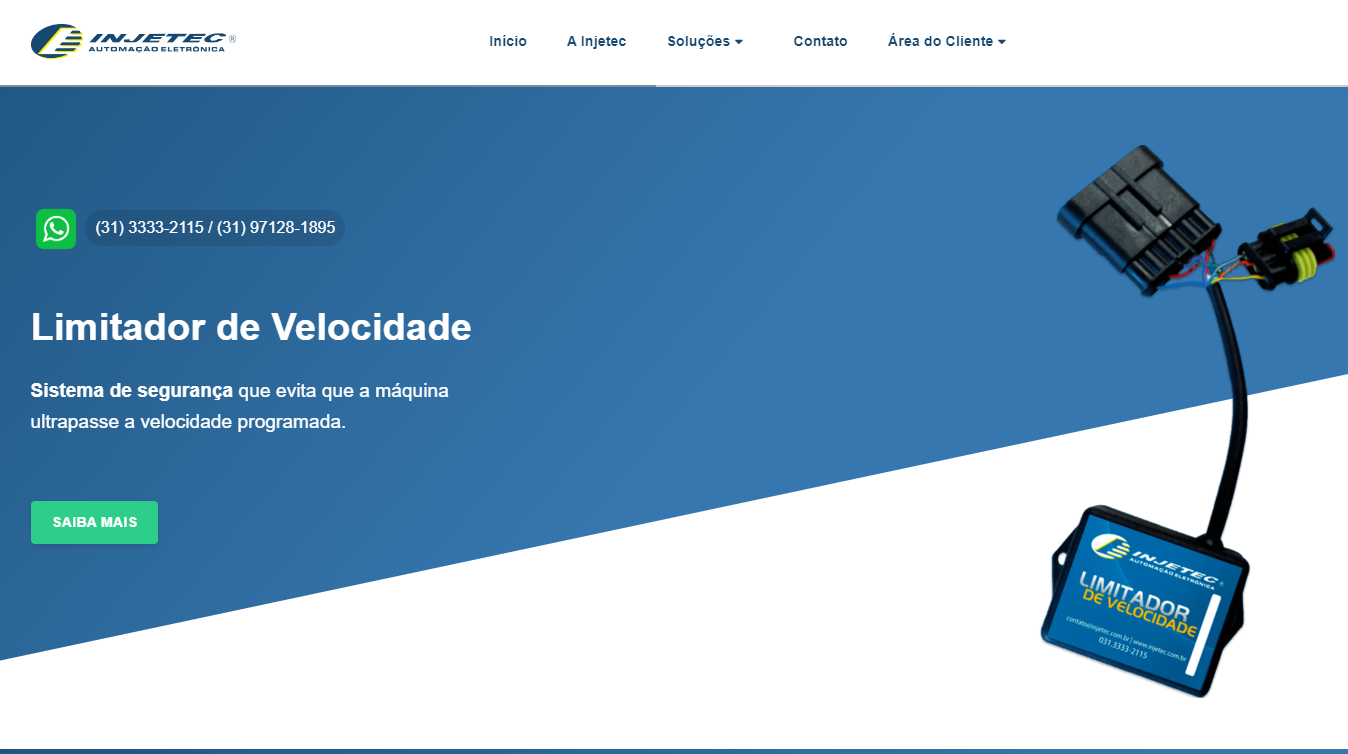 INJETEC ®
AUTOMAÇÃO ELETRÔNICA
Início
A Injetec
Soluções
Contato
Área do Cliente
(31) 3333-2115 / (31) 97128-1895
Limitador de Velocidade
Sistema de segurança que evita que a máquina
ultrapasse a velocidade programada.
SAIBA MAIS
INJETEC ®
AUTOMAÇÃO ELETRÔNICA
LIMITADOR
DE VELOCIDADE
contato@injetec.com.br | www.injetec.com.br
031.3333-2115